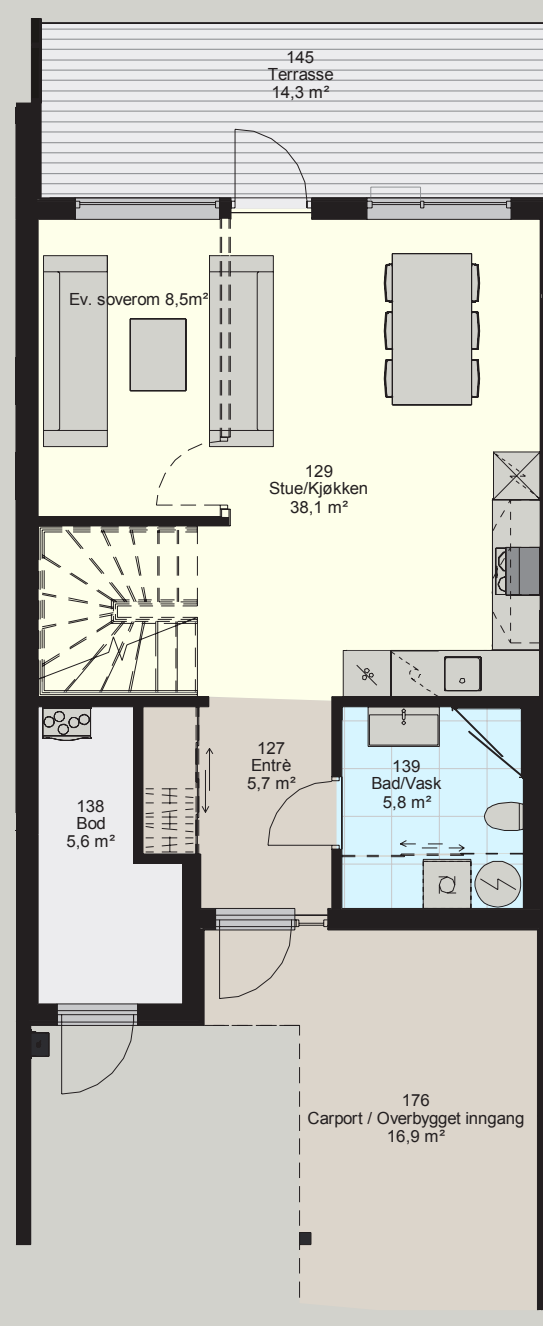 145
Terrasse
14,3 m²
Ev. soverom 8,5m²
129
Stue/Kjøkken
38,1 m²
127
Entrè
5,7 m²
139
Bad/Vask
5,8 m²
138
Bod
5,6 m²
176
Carport / Overbygget inngang
16,9 m²